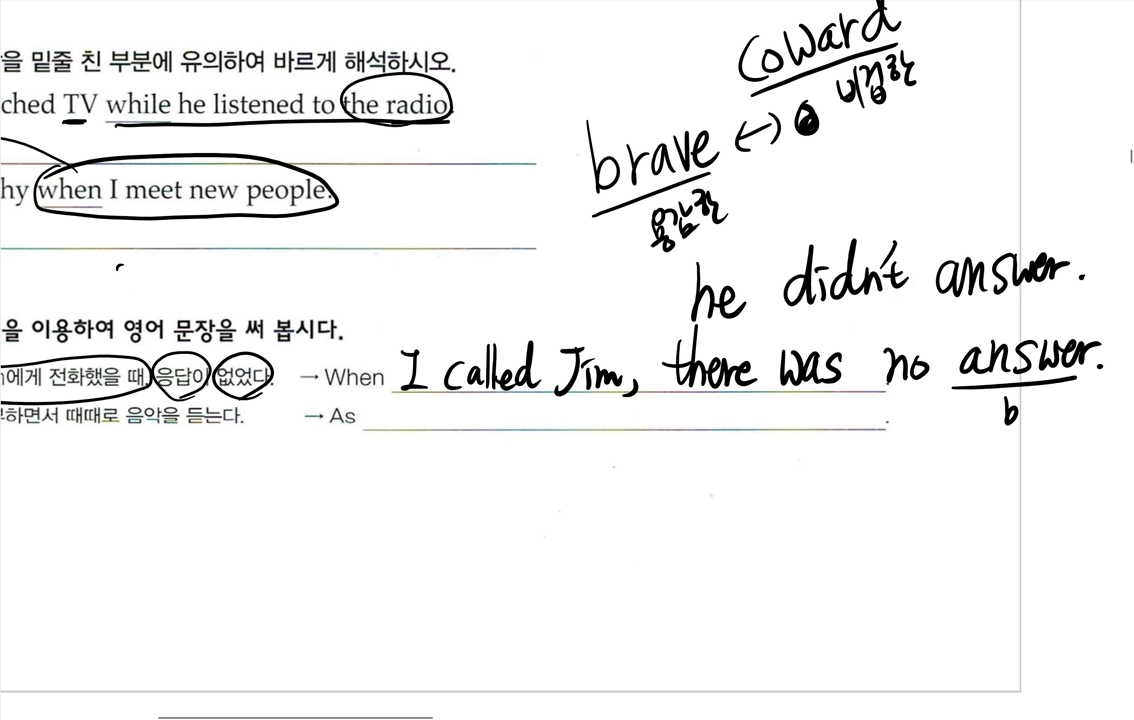 coward
비겁한
을 밑줄 친 부분에 유의하여 바르게 해석하시오.
ched TV while he listened to the radio.
brave ↔
용감한
hy when I meet new people.
he didn't answer.
을 이용하여 영어 문장을 써 봅시다.
에게 전화했을 때, 응답이 없었다. → When I called Jim, there was no answer.
b
하면서 때때로 음악을 듣는다. → As .